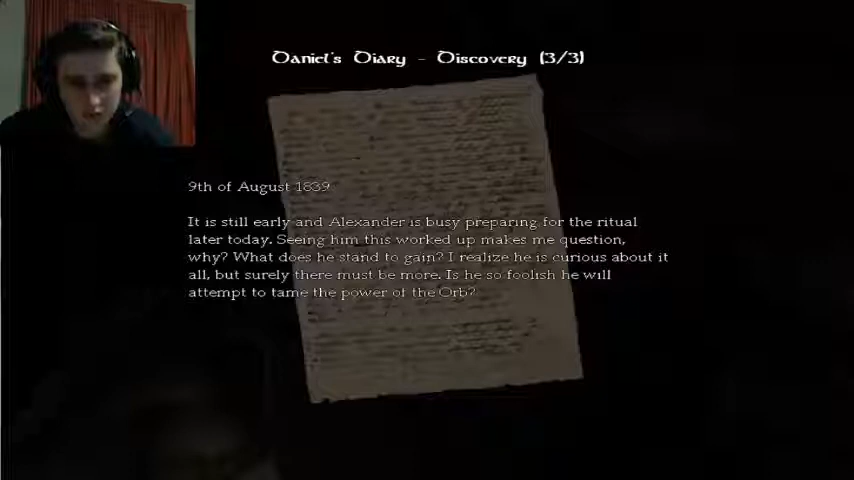 Daniel's Diary - Discovery (3/3)
9th of August 1839
It is still early and Alexander is busy preparing for the ritual
later today. Seeing him this worked up makes me question,
why? What does he stand to gain? I realize he is curious about it
all, but surely there must be more. Is he so foolish he will
attempt to tame the power of the Orb?